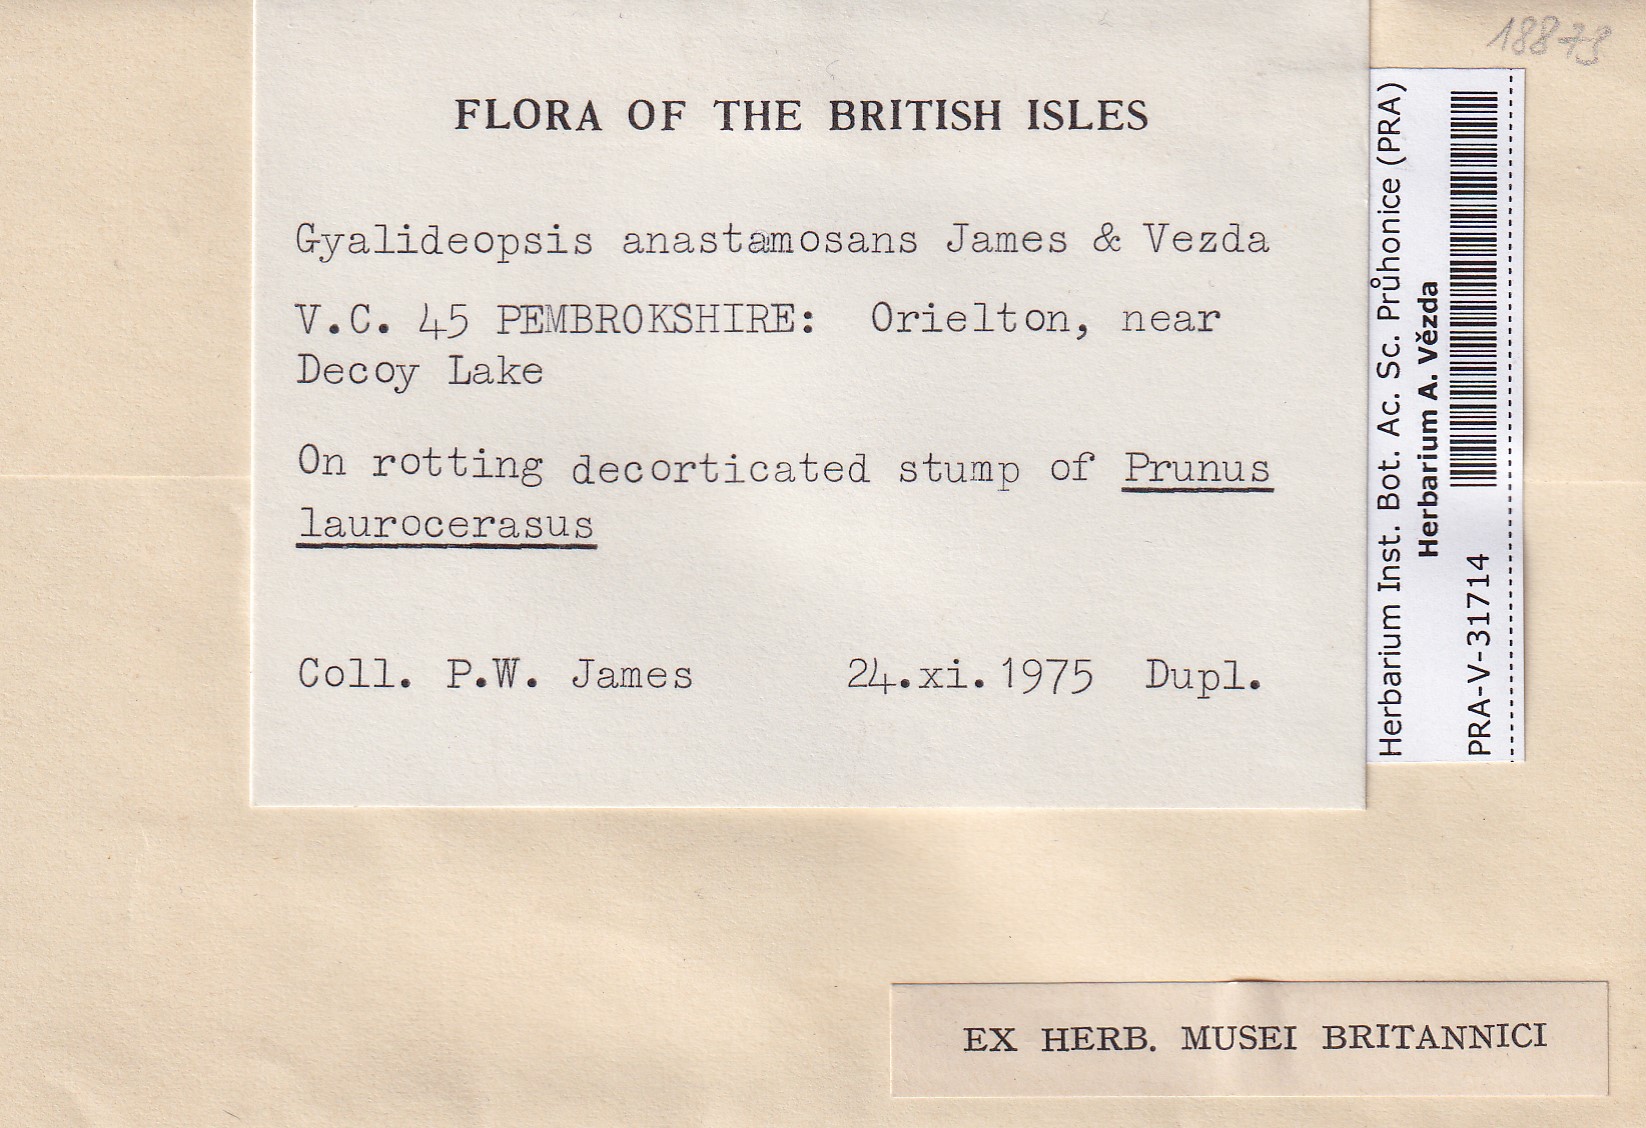 18873
FLORA OF THE BRITISH ISLES
Gyalideopsis anastamosans James & Vezda
V.C. 45 PEMBROKSHIRE: Orielton, near
Decoy Lake
On rotting decorticated stump of Prunus
laurocerasus
Coll. P.W. James 24.xi.1975 Dupl.
Herbarium Inst. Bot. Ac. Sc. Průhonice (PRA)
Herbarium A. Vězda
PRA-V-31714
EX HERB. MUSEI BRITANNICI